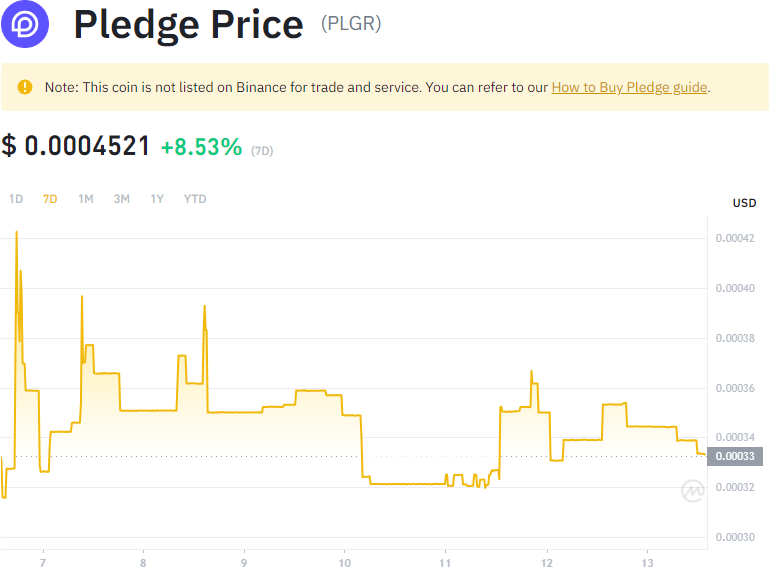 Pledge Price (PLGR)
Note: This coin is not listed on Binance for trade and service. You can refer to our How to Buy Pledge guide.
$ 0.0004521 +8.53% (7D)
1D 7D 1M 3M 1Y YTD
USD
0.00042
0.00040
0.00038
0.00036
0.00034
0.00033
0.00032
0.00030
7 8 9 10 11 12 13